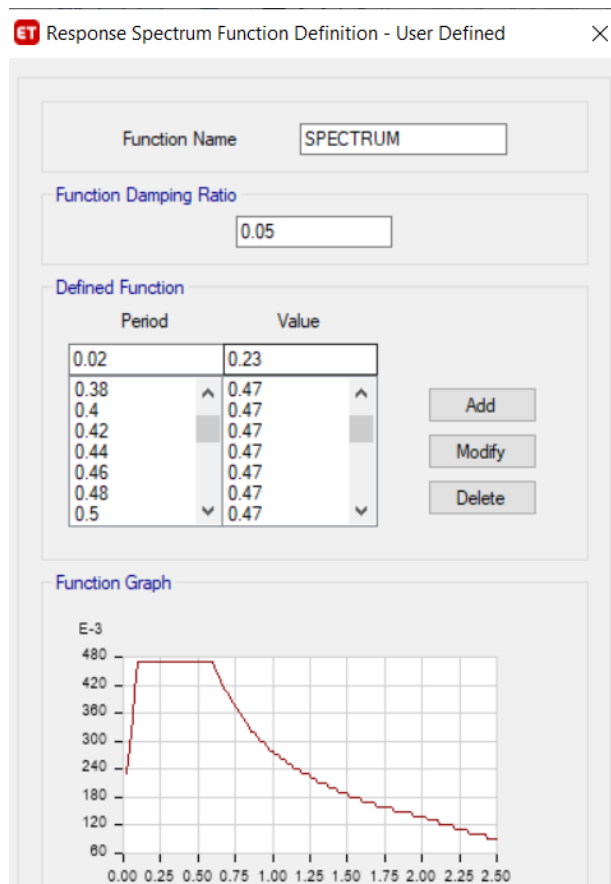 ET Response Spectrum Function Definition - User Defined
Function Name SPECTRUM
Function Damping Ratio
0.05
Defined Function
Period Value
0.02 0.23
0.38 0.47
0.4 0.47
0.42 0.47 Add
0.44 0.47
0.46 0.47 Modify
0.48 0.47
0.5 0.47 Delete
Function Graph
E-3
480
420
360
300
240
180
120
60
0.00 0.25 0.50 0.75 1.00 1.25 1.50 1.75 2.00 2.25 2.50